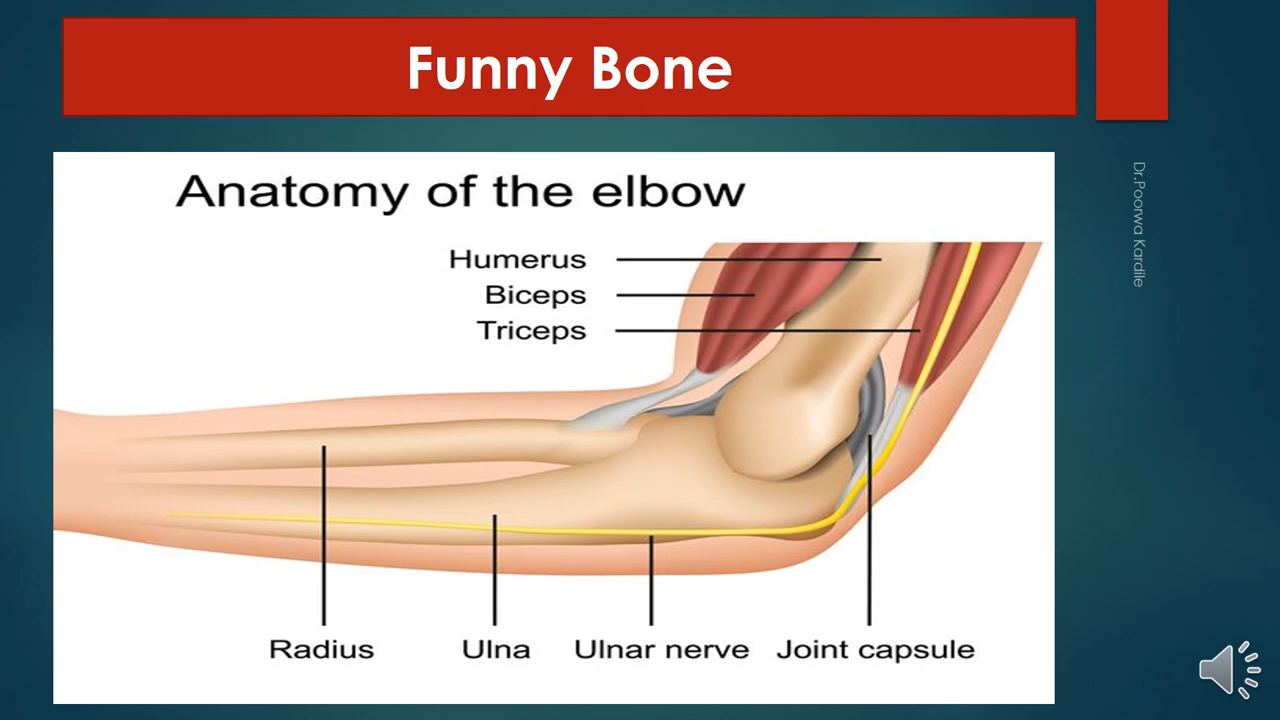 Funny Bone
Anatomy of the elbow
Humerus
Biceps
Triceps
Radius
Ulna
Ulnar nerve
Joint capsule
Dr.Poorwa Kardile